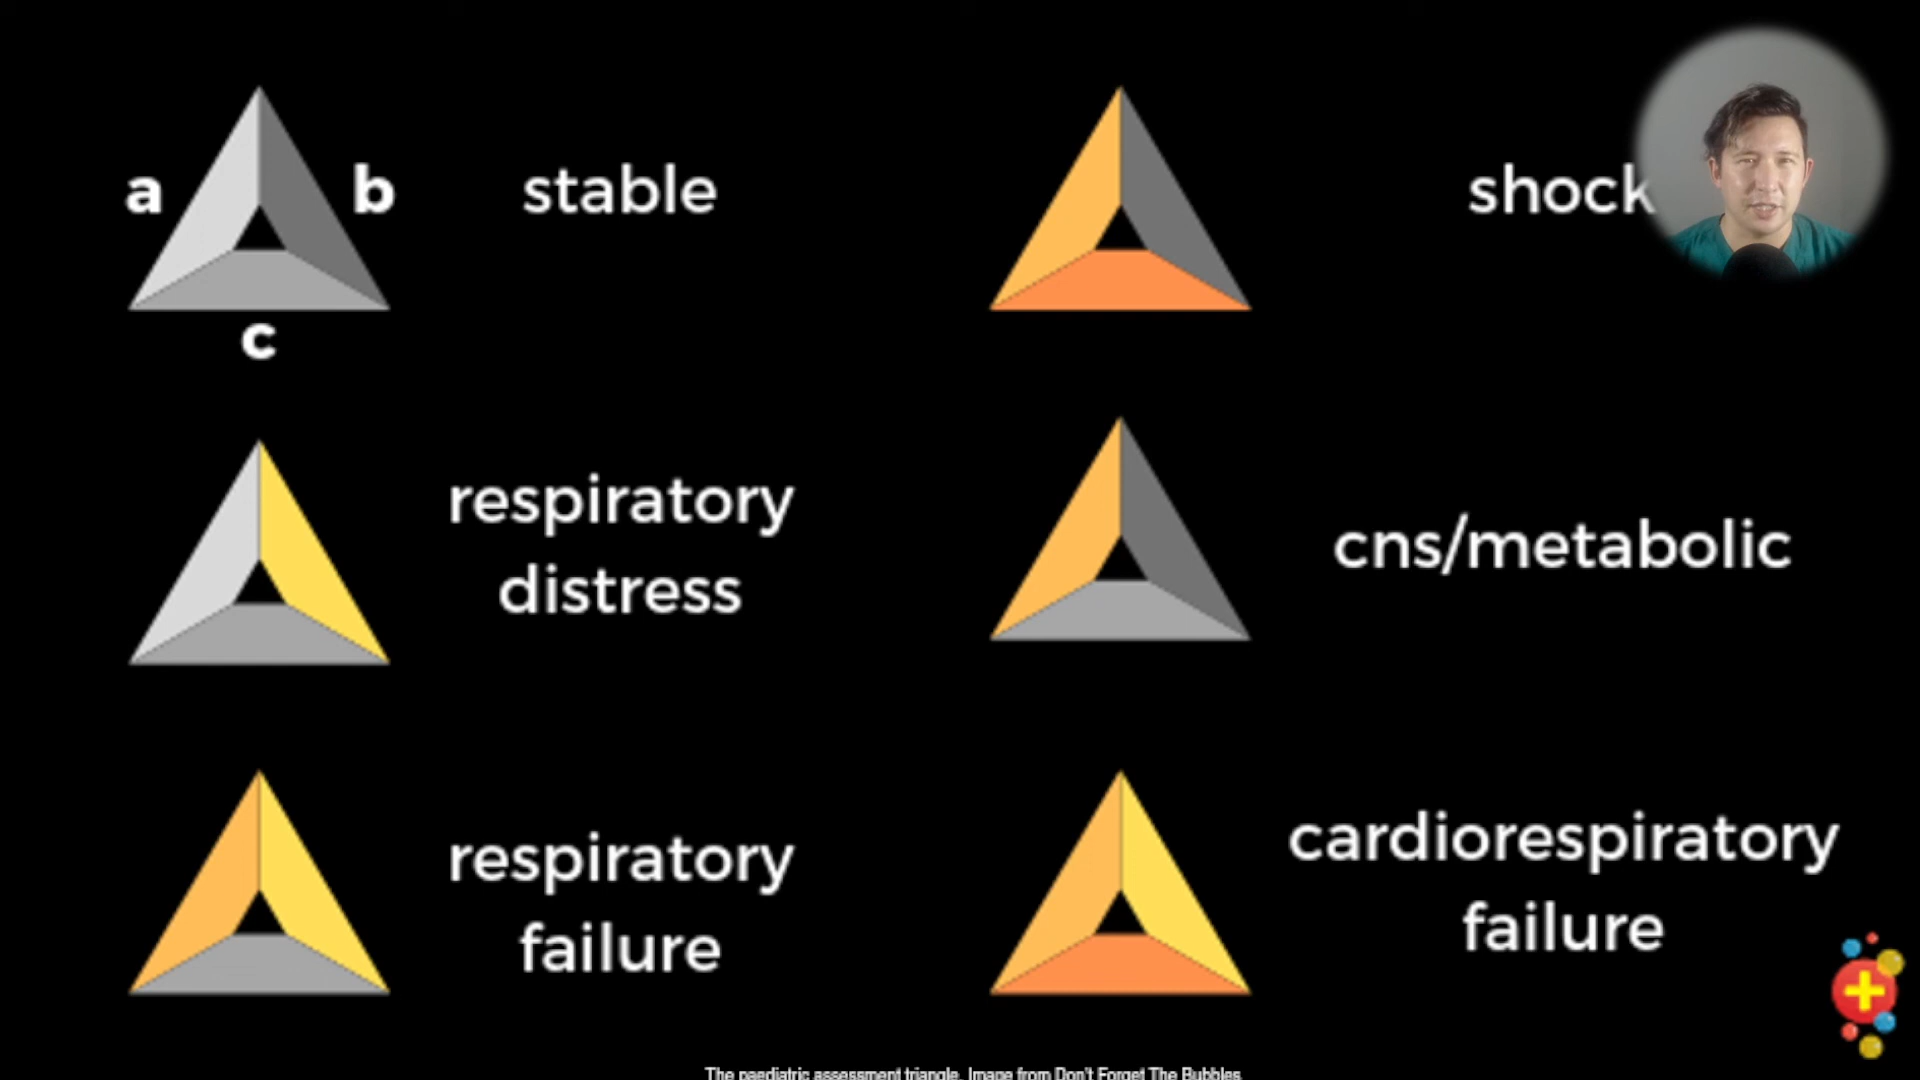 a
b
c
stable
shock
respiratory
distress
cns/metabolic
respiratory
failure
cardiorespiratory
failure
The paediatric assessment triangle. Image from Don't Forget The Bubbles